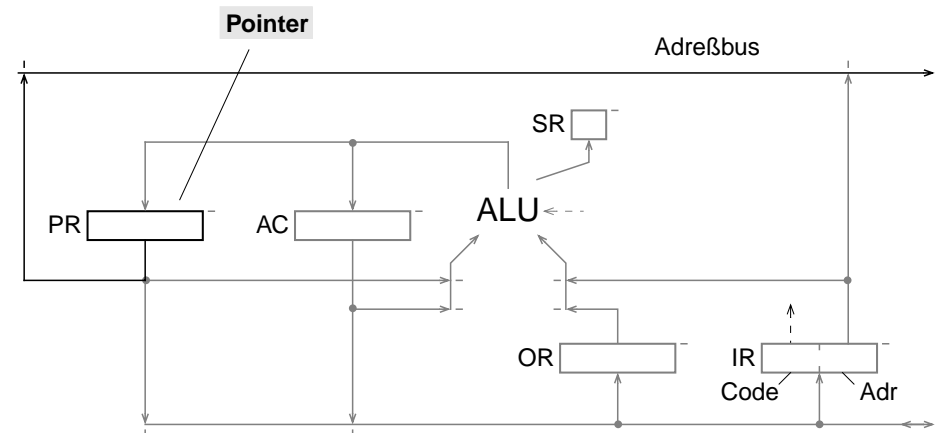 Pointer
Adreßbus
SR
PR
AC
ALU
OR
IR
Code
Adr